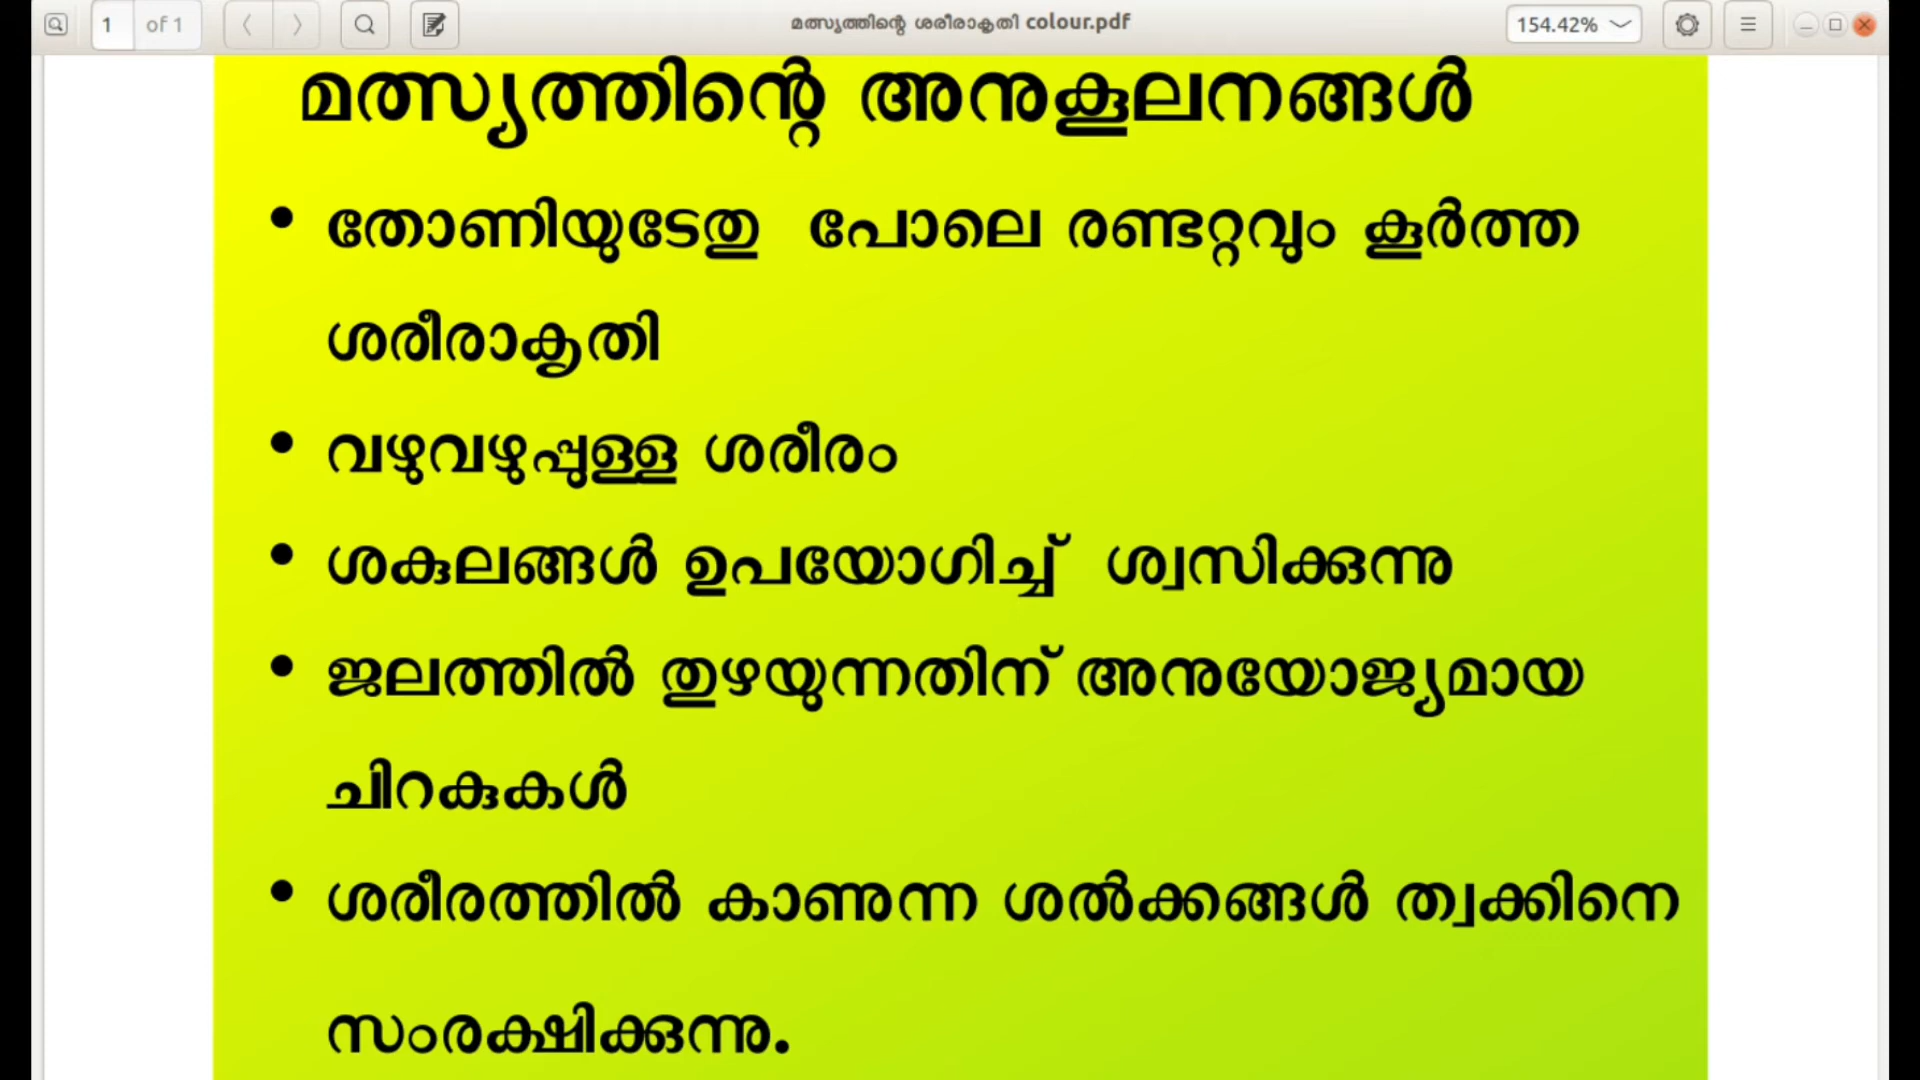 1 of 1 മത്സ്യത്തിന്റെ ശരീരാകൃതി colour.pdf 154.42%
മത്സ്യത്തിന്റെ അനുകൂലനങ്ങൾ
• തോണിയുടേതു പോലെ രണ്ടറ്റവും കൂർത്ത
ശരീരാകൃതി
• വഴുവഴുപ്പുള്ള ശരീരം
• ശകുലങ്ങൾ ഉപയോഗിച്ച് ശ്വസിക്കുന്നു
• ജലത്തിൽ തുഴയുന്നതിന് അനുയോജ്യമായ
ചിറകുകൾ
• ശരീരത്തിൽ കാണുന്ന ശൽക്കങ്ങൾ ത്വക്കിനെ
സംരക്ഷിക്കുന്നു.